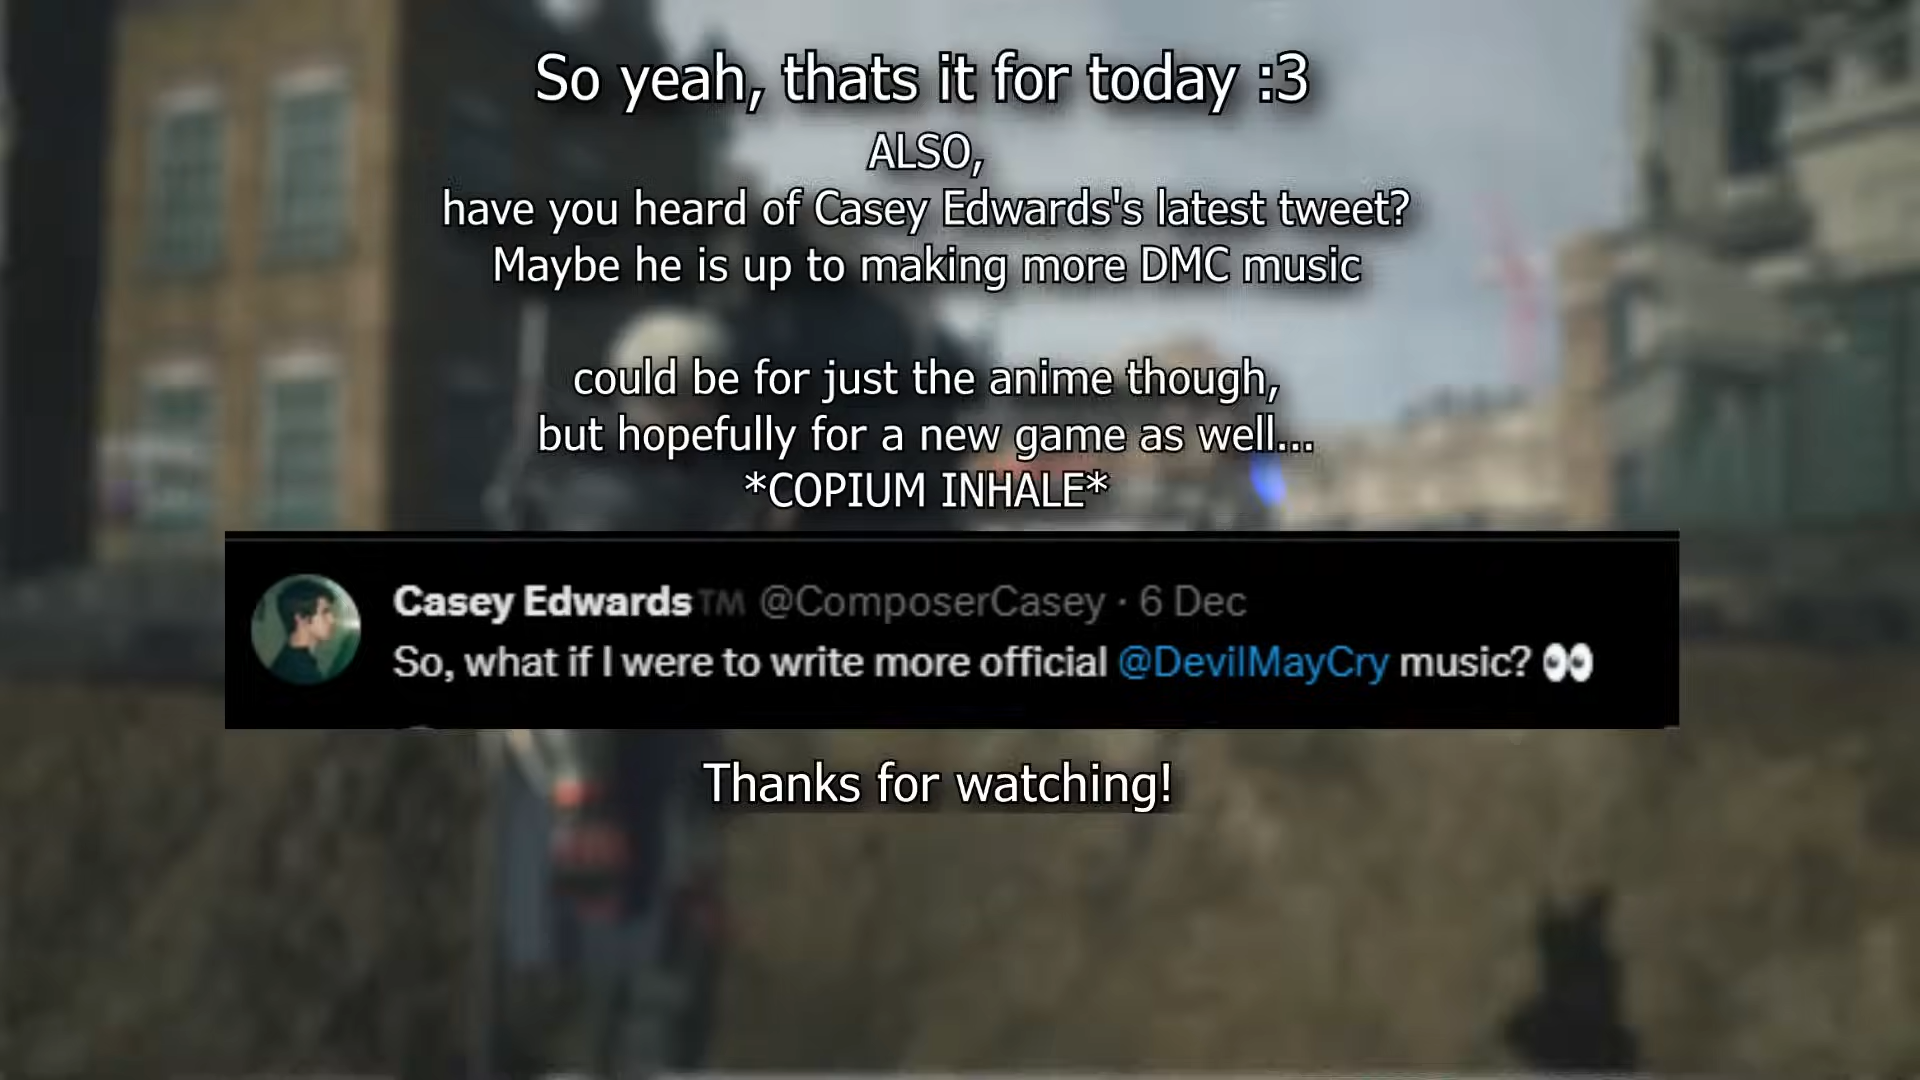 So yeah, thats it for today :3
ALSO,
have you heard of Casey Edwards's latest tweet?
Maybe he is up to making more DMC music
could be for just the anime though,
but hopefully for a new game as well...
*COPIUM INHALE*
Casey Edwards™ @ComposerCasey · 6 Dec
So, what if I were to write more official @DevilMayCry music? 👀
Thanks for watching!